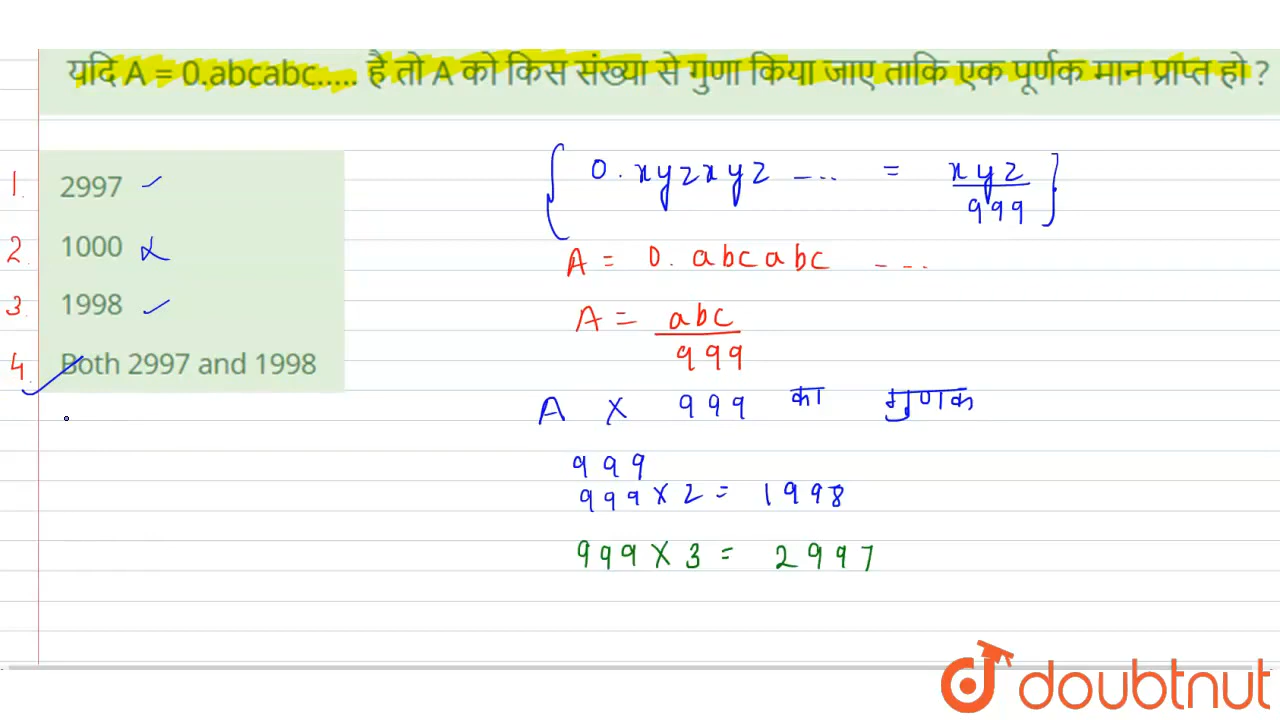 यदि A = 0.abcabc..... है तो A को किस संख्या से गुणा किया जाए ताकि एक पूर्णक मान प्राप्त हो ?
1. 2997
2. 1000
3. 1998
4. Both 2997 and 1998
0.xyzxyz ---- = xyz
999
A = 0.abcabc ----
A = abc
999
A X 999 का गुणक
999
999 X 2 = 1998
999 X 3 = 2997
doubtnut